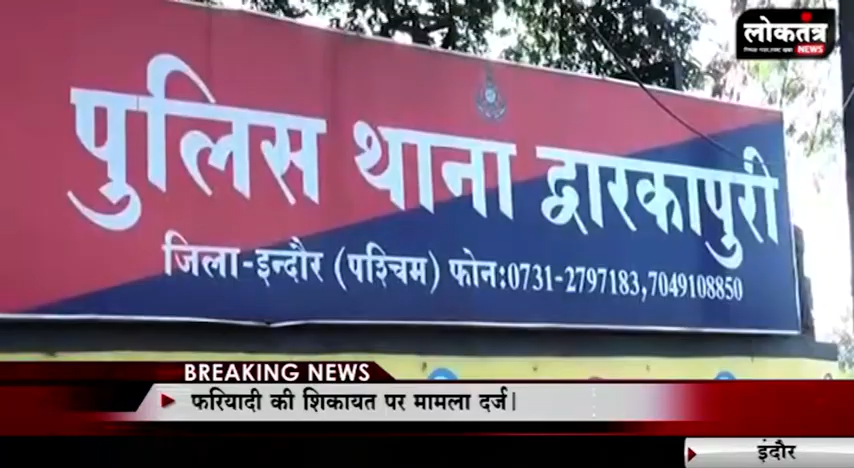 लोकतंत्र
NEWS
पुलिस थाना द्वारकापुरी
जिला-इन्दौर (पश्चिम) फोन:0731-2797183,7049108850
BREAKING NEWS
फरियादी की शिकायत पर मामला दर्ज।
इंदौर